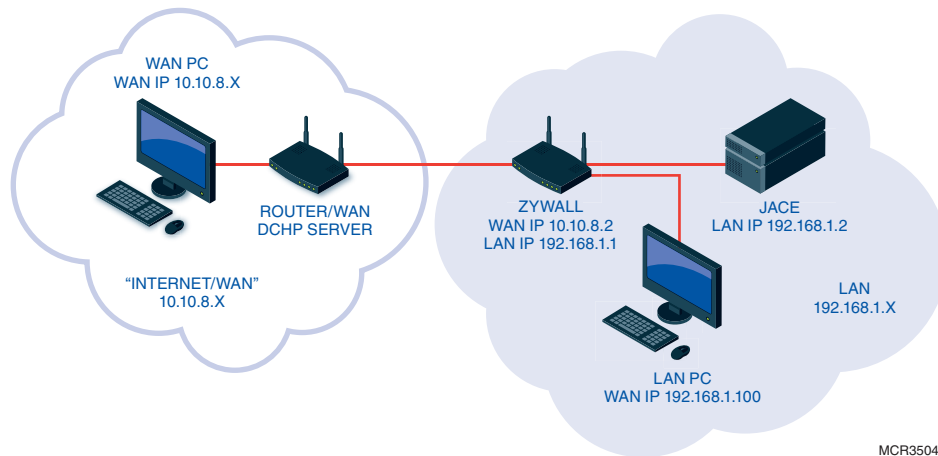 WAN PC
WAN IP 10.10.8.X
ROUTER/WAN
DCHP SERVER
“INTERNET/WAN”
10.10.8.X
ZYWALL
WAN IP 10.10.8.2
LAN IP 192.168.1.1
JACE
LAN IP 192.168.1.2
LAN
192.168.1.X
LAN PC
WAN IP 192.168.1.100
MCR3504